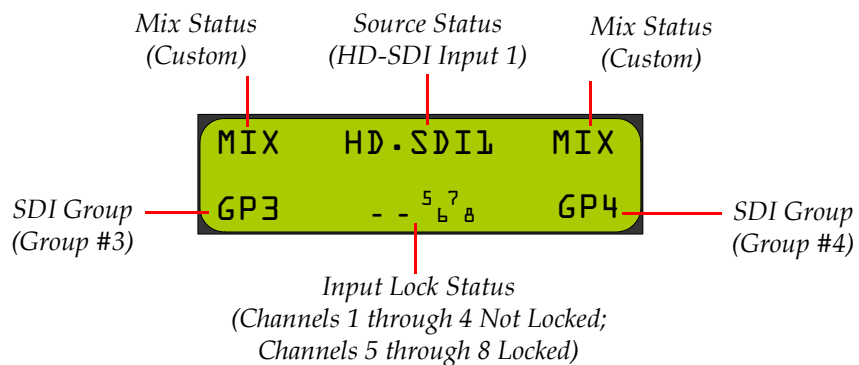 Mix Status
(Custom)
Source Status
(HD-SDI Input 1)
Mix Status
(Custom)
MIX HD.SDI1 MIX
GP3 - - 5 6 7 8 GP4
SDI Group
(Group #3)
SDI Group
(Group #4)
Input Lock Status
(Channels 1 through 4 Not Locked;
Channels 5 through 8 Locked)